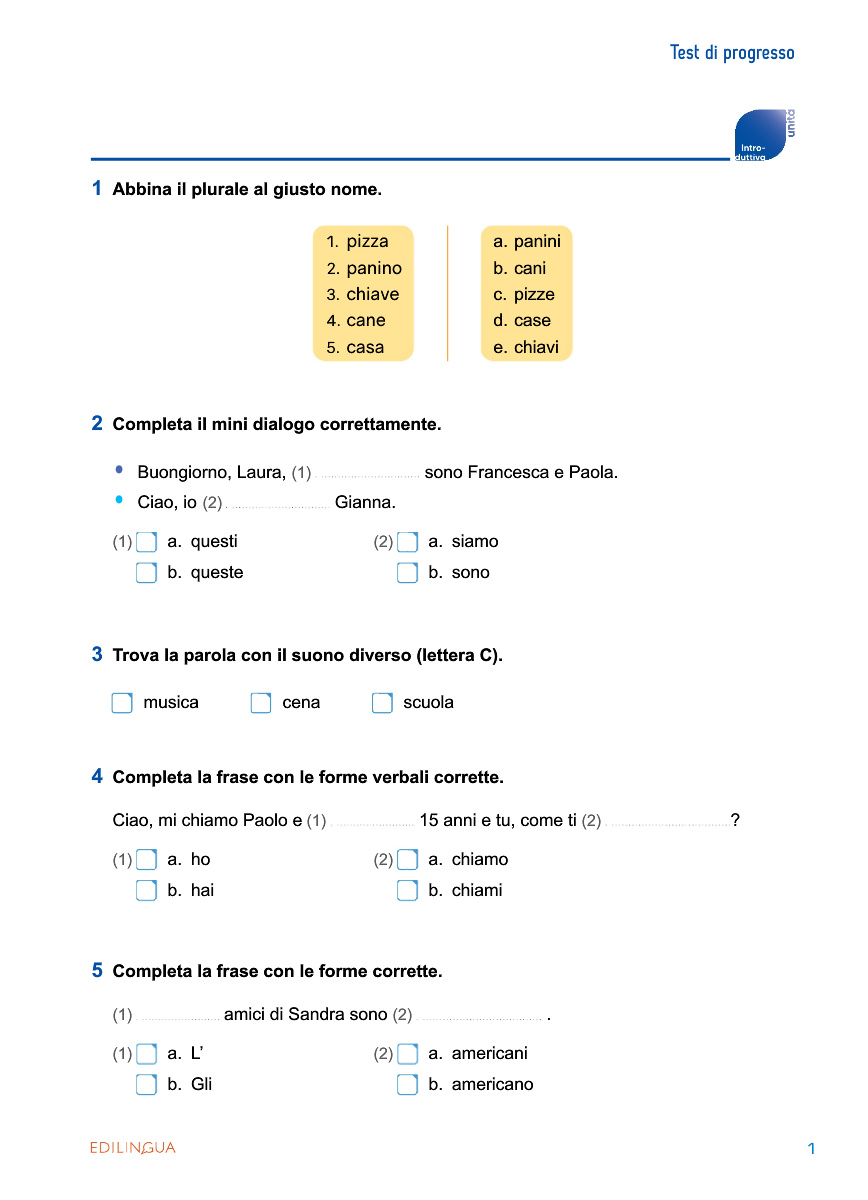 Test di progresso
unità
Intro-
duttiva
1 Abbina il plurale al giusto nome.
1. pizza
2. panino
3. chiave
4. cane
5. casa
a. panini
b. cani
c. pizze
d. case
e. chiavi
2 Completa il mini dialogo correttamente.
• Buongiorno, Laura, (1) .............................. sono Francesca e Paola.
• Ciao, io (2) .............................. Gianna.
(1) a. questi (2) a. siamo
b. queste b. sono
3 Trova la parola con il suono diverso (lettera C).
musica cena scuola
4 Completa la frase con le forme verbali corrette.
Ciao, mi chiamo Paolo e (1) ......................... 15 anni e tu, come ti (2) ....................................?
(1) a. ho (2) a. chiamo
b. hai b. chiami
5 Completa la frase con le forme corrette.
(1) ........................ amici di Sandra sono (2) .................................... .
(1) a. L’ (2) a. americani
b. Gli b. americano
EDILINGUA 1